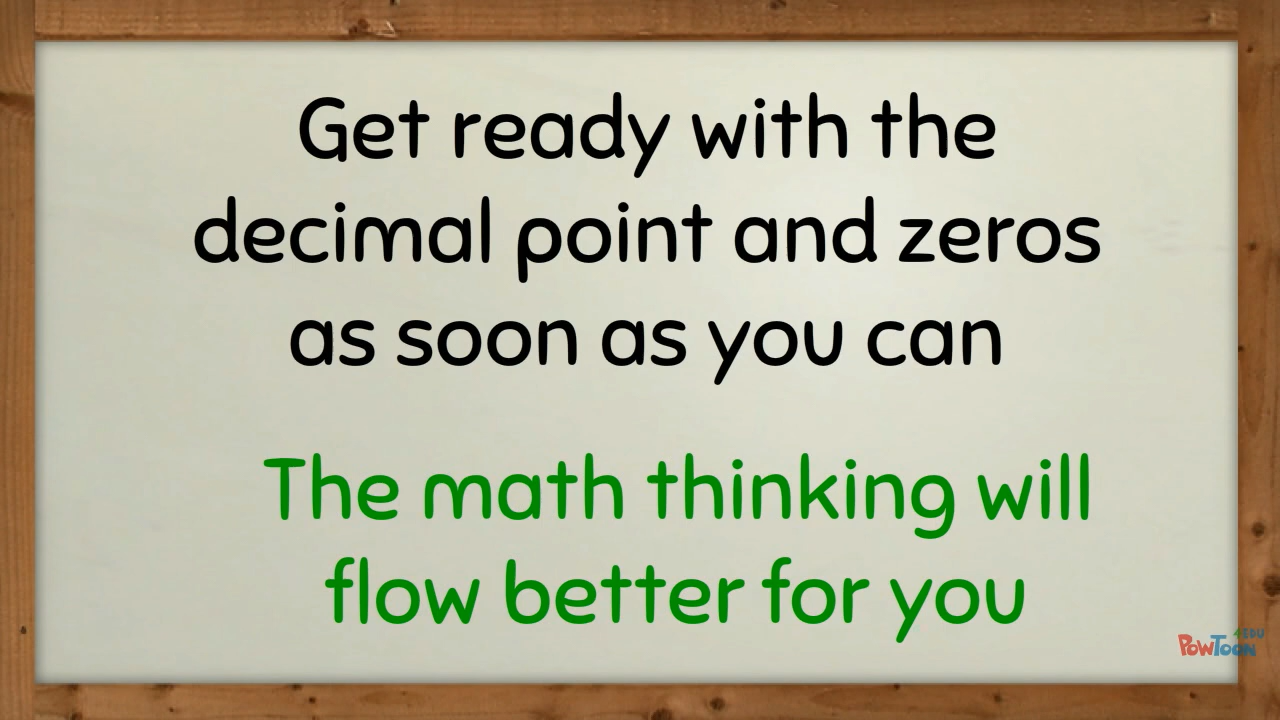 Get ready with the
decimal point and zeros
as soon as you can
The math thinking will
flow better for you
4EDU
POWTOON